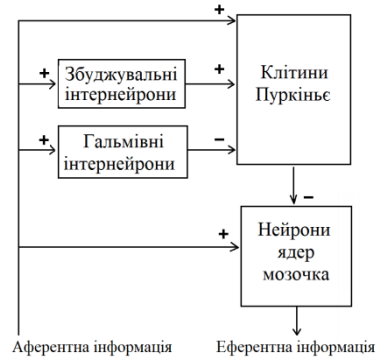 +
+ Збуджувальні
інтернейрони +
Клітини
Пуркіньє
+ Гальмівні
інтернейрони −
−
+
Нейрони
ядер
мозочка
Аферентна інформація
Еферентна інформація